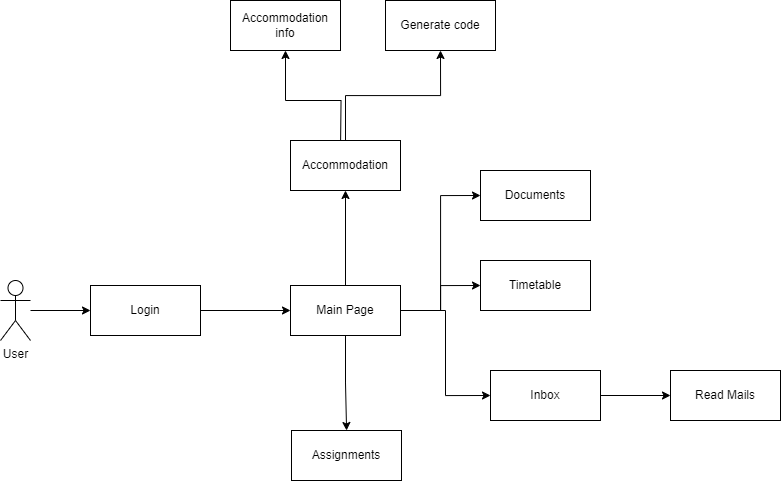 Accommodation
info
Generate code
Accommodation
Documents
Timetable
Login
Main Page
User
Inbox
Read Mails
Assignments